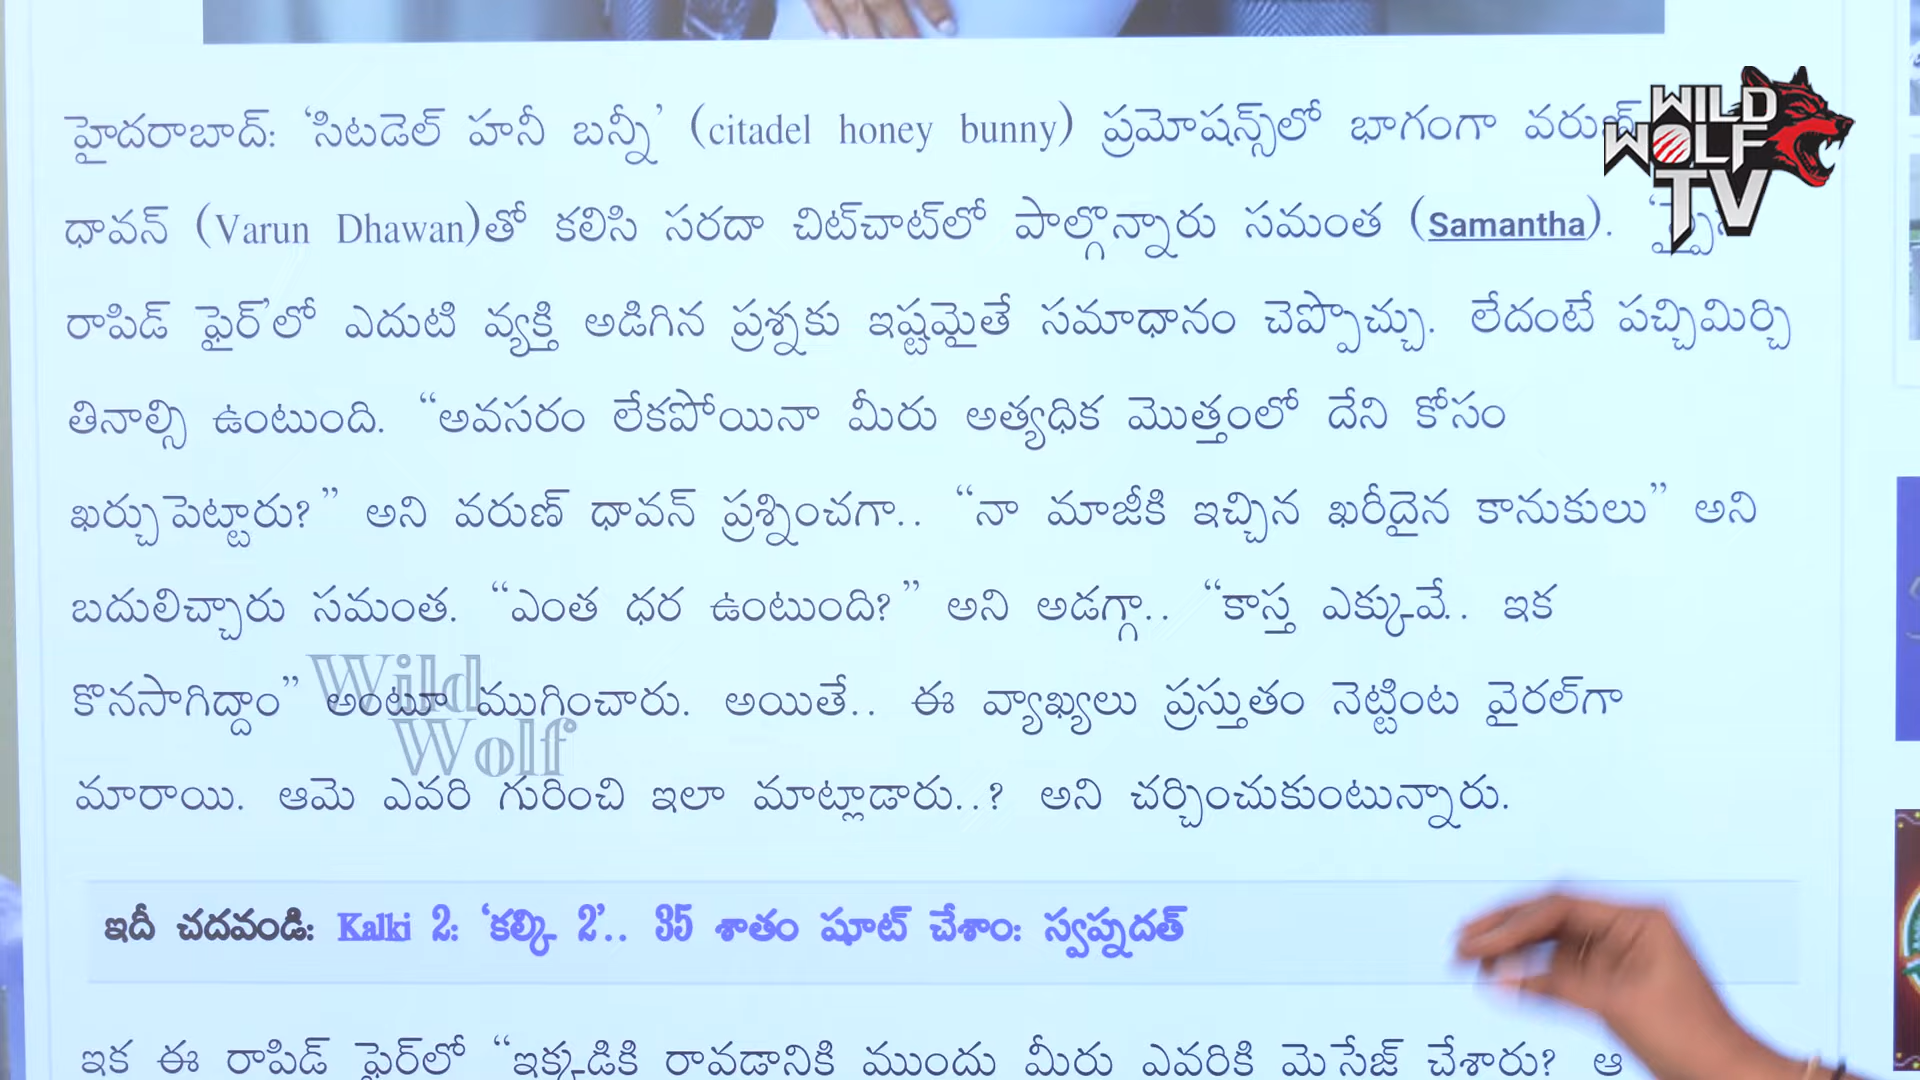 హైదరాబాద్: ‘సిటడెల్ హనీ బన్నీ’ (citadel honey bunny) ప్రమోషన్స్‌లో భాగంగా వరుణ్
WILD
WOLF
TV
ధావన్ (Varun Dhawan)తో కలిసి సరదా చిట్‌చాట్‌లో పాల్గొన్నారు సమంత (Samantha).
రాపిడ్ ఫైర్’లో ఎదుటి వ్యక్తి అడిగిన ప్రశ్నకు ఇష్టమైతే సమాధానం చెప్పొచ్చు. లేదంటే పచ్చిమిర్చి
తినాల్సి ఉంటుంది. “అవసరం లేకపోయినా మీరు అత్యధిక మొత్తంలో దేని కోసం
ఖర్చుపెట్టారు?” అని వరుణ్ ధావన్ ప్రశ్నించగా.. “నా మాజీకి ఇచ్చిన ఖరీదైన కానుకులు” అని
బదులిచ్చారు సమంత. “ఎంత ధర ఉంటుంది?” అని అడగ్గా.. “కాస్త ఎక్కువే.. ఇక
కొనసాగిద్దాం” అంటూ ముగించారు. అయితే.. ఈ వ్యాఖ్యలు ప్రస్తుతం నెట్టింట వైరల్‌గా
Wild
Wolf
మారాయి. ఆమె ఎవరి గురించి ఇలా మాట్లాడారు..? అని చర్చించుకుంటున్నారు.
ఇదీ చదవండి: Kalki 2: ‘కల్కి 2’.. 35 శాతం షూట్ చేశాం: స్వప్నదత్
ఇక ఈ రాపిడ్ ఫైర్‌లో “ఇక్కడికి రావడానికి ముందు మీరు ఎవరికి మెసేజ్ చేశారు? ఆ